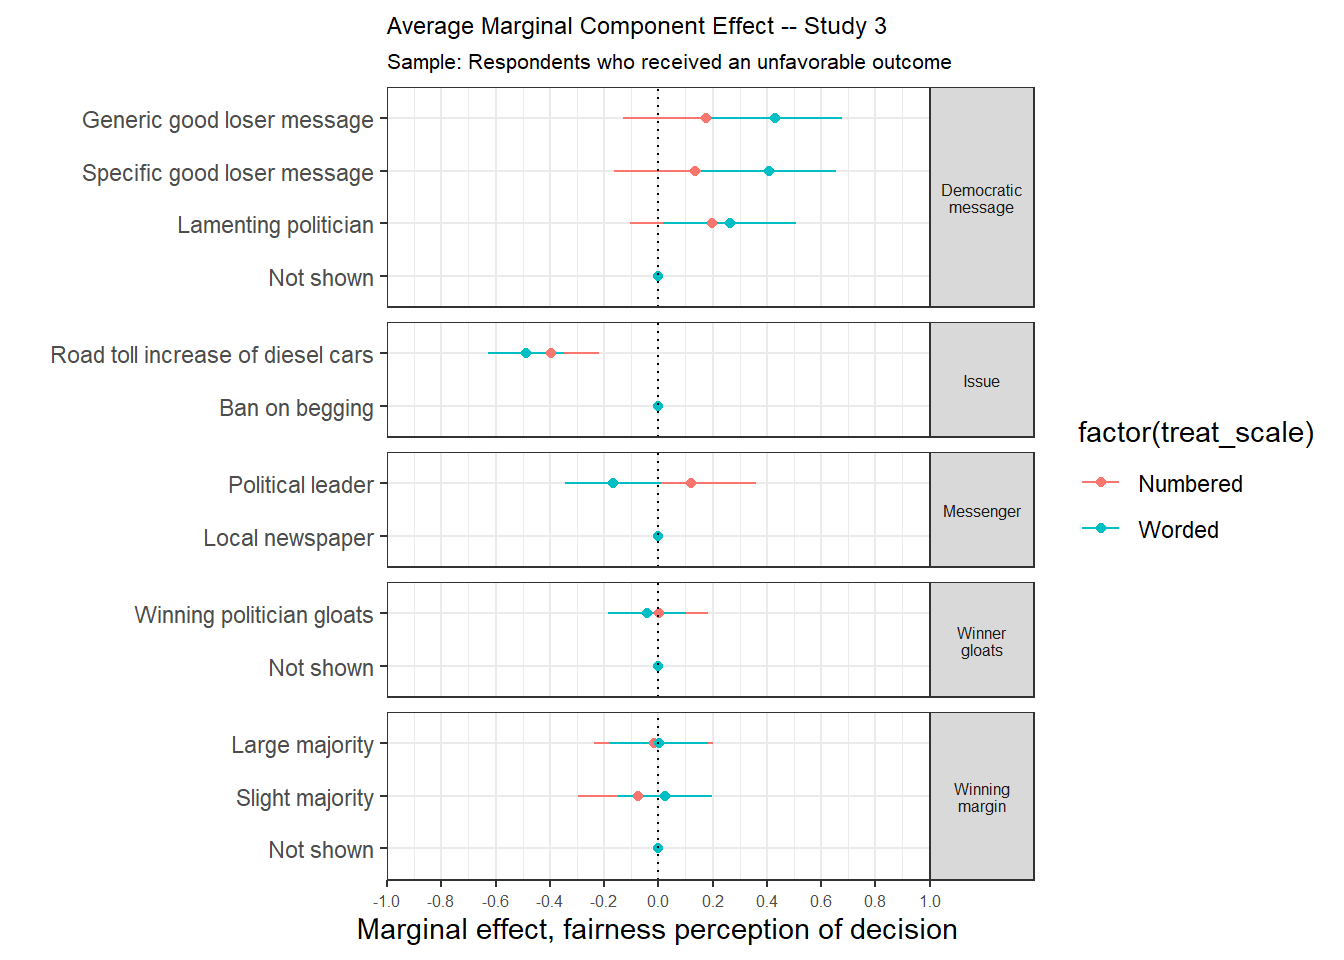 Average Marginal Component Effect -- Study 3
Sample: Respondents who received an unfavorable outcome
Generic good loser message
Specific good loser message
Lamenting politician
Not shown
Democratic
message
Road toll increase of diesel cars
Ban on begging
Issue
Political leader
Local newspaper
Messenger
Winning politician gloats
Not shown
Winner
gloats
Large majority
Slight majority
Not shown
Winning
margin
-1.0 -0.8 -0.6 -0.4 -0.2 0.0 0.2 0.4 0.6 0.8 1.0
Marginal effect, fairness perception of decision
factor(treat_scale)
Numbered
Worded